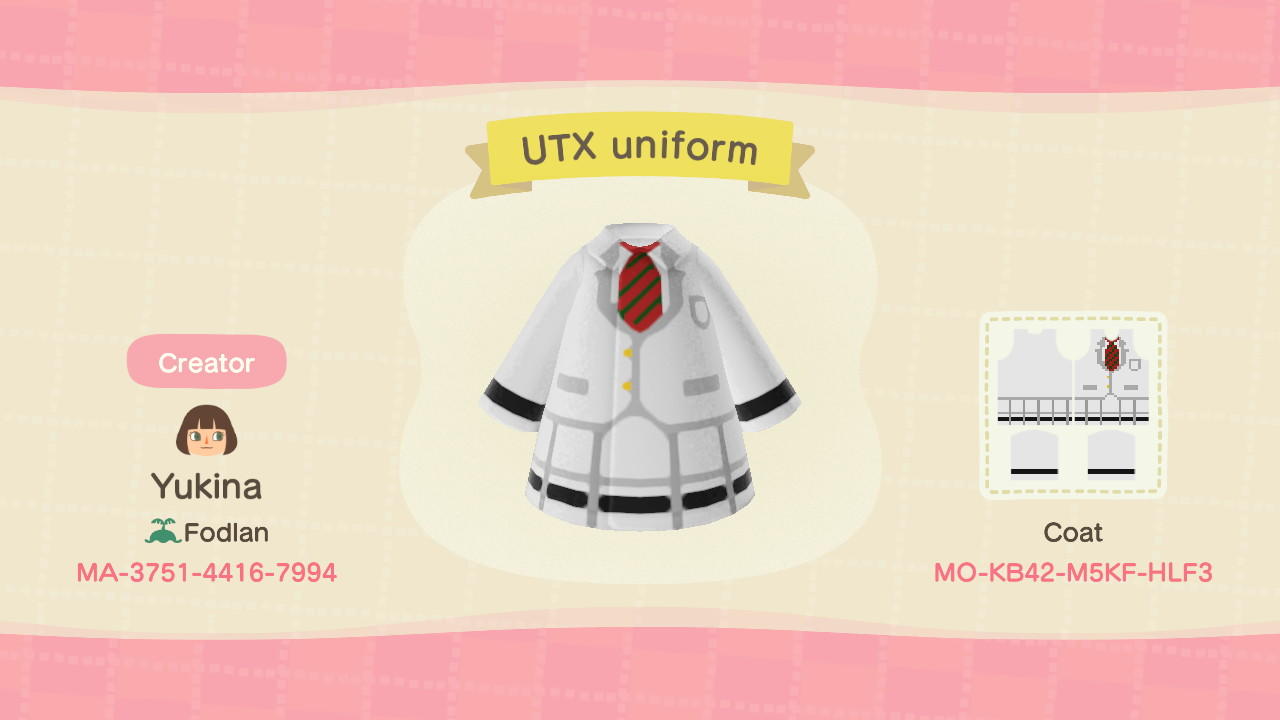 UTX uniform
Creator
Yukina
Fodlan
MA-3751-4416-7994
Coat
MO-KB42-M5KF-HLF3